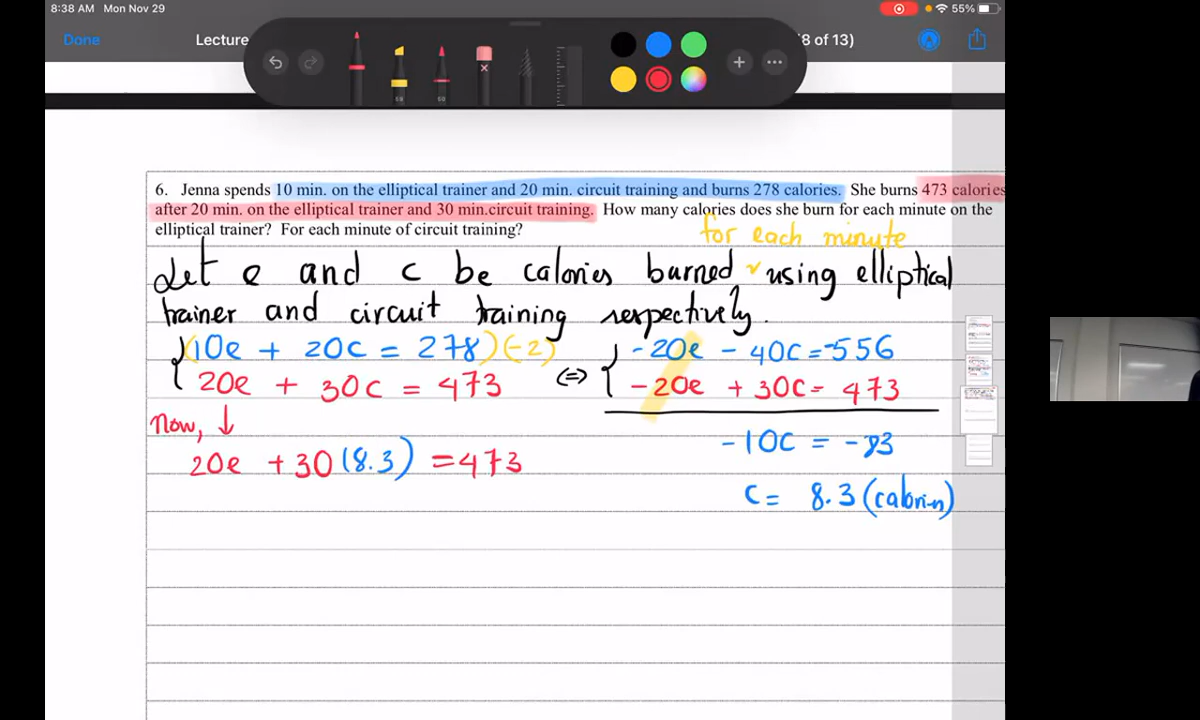 8:38 AM Mon Nov 29
55%
Done
Lecture
(8 of 13)
6. Jenna spends 10 min. on the elliptical trainer and 20 min. circuit training and burns 278 calories. She burns 473 calories
after 20 min. on the elliptical trainer and 30 min.circuit training. How many calories does she burn for each minute on the
elliptical trainer? For each minute of circuit training?
for each minute
Let e and c be calories burned using elliptical
trainer and circuit training respectively.
(10e + 20c = 278)(-2)
20e + 30c = 473
<=>
-20e - 40c = -556
-20e + 30c = 473
-10c = -83
c = 8.3
Now, ↓
20e + 30(8.3) = 473